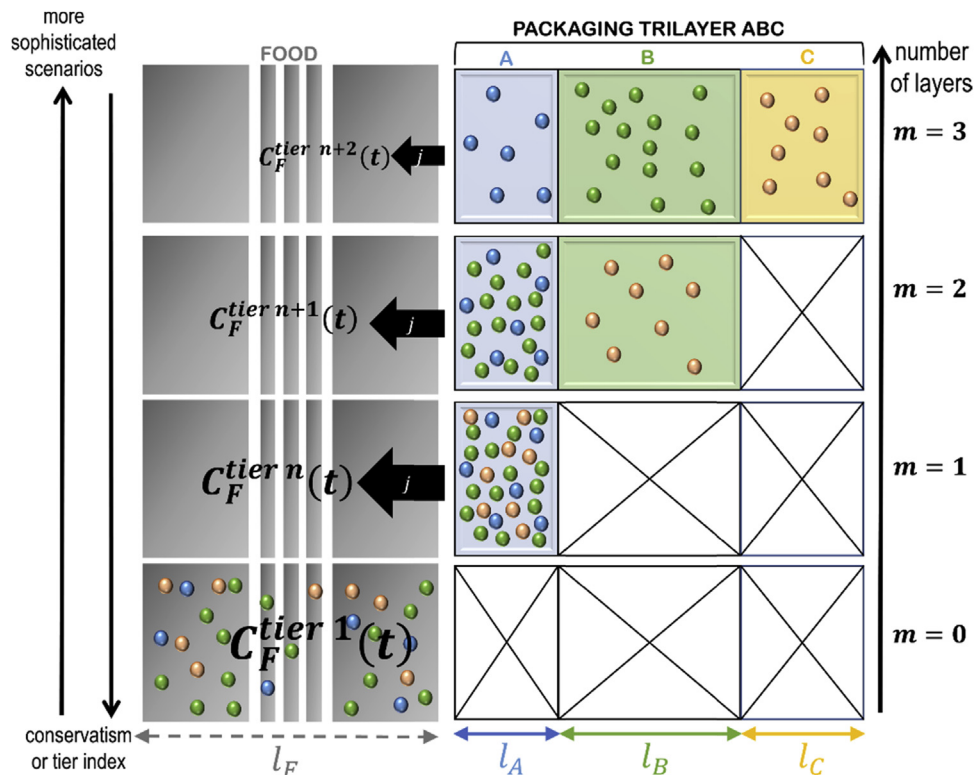 more
sophisticated
scenarios
FOOD
PACKAGING TRILAYER ABC
A B C
number
of layers
C_F^{tier n+2}(t) j
m = 3
C_F^{tier n+1}(t) j
m = 2
C_F^{tier n}(t) j
m = 1
C_F^{tier 1}(t)
m = 0
conservatism
or tier index
l_F l_A l_B l_C